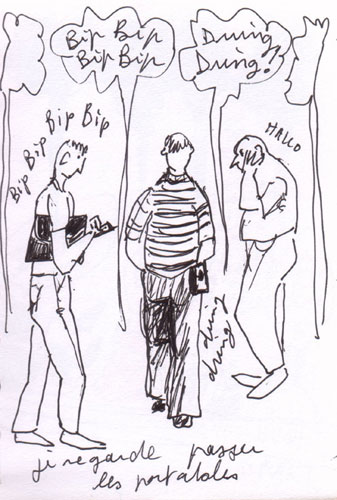 Bip Bip
Bip Bip
Dring
Dring!
Bip Bip Bip Bip
HALLO
dring
dring
je regarde passer
les portables